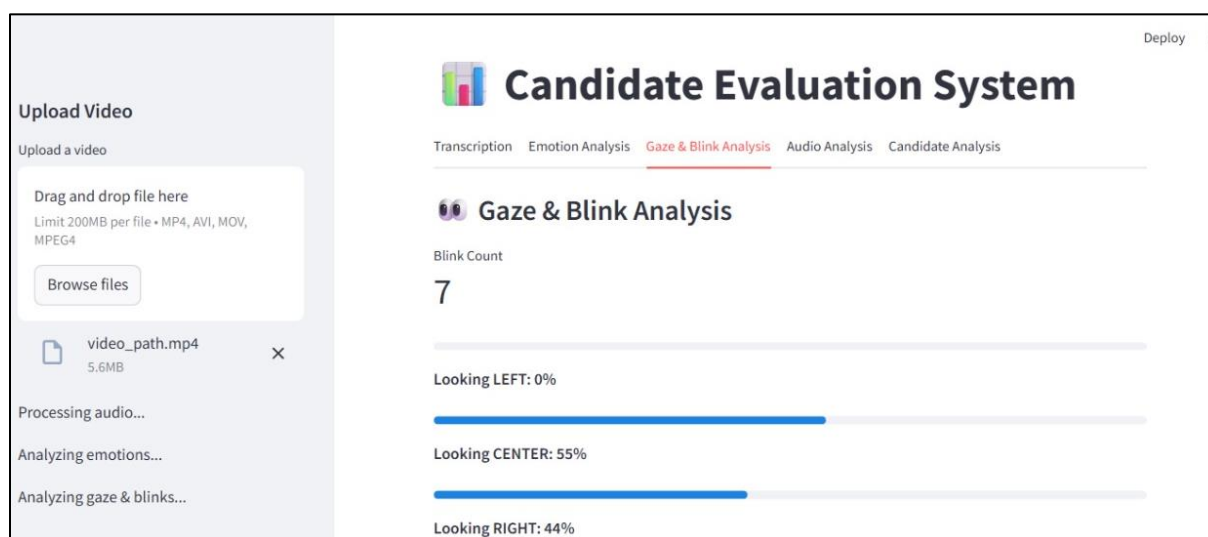 Deploy
Upload Video
Upload a video
Drag and drop file here
Limit 200MB per file • MP4, AVI, MOV,
MPEG4
Browse files
video_path.mp4
5.6MB
Processing audio...
Analyzing emotions...
Analyzing gaze & blinks...
Candidate Evaluation System
Transcription Emotion Analysis Gaze & Blink Analysis Audio Analysis Candidate Analysis
Gaze & Blink Analysis
Blink Count
7
Looking LEFT: 0%
Looking CENTER: 55%
Looking RIGHT: 44%